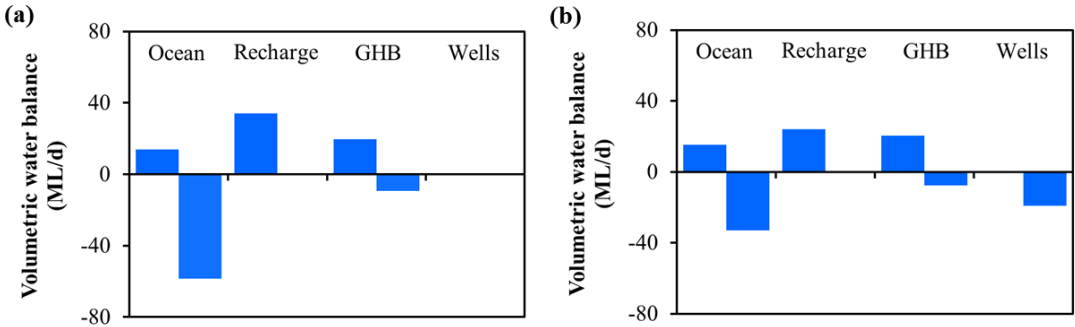 (a)
Volumetric water balance
(ML/d)
80
40
0
-40
-80
Ocean Recharge GHB Wells
(b)
Volumetric water balance
(ML/d)
80
40
0
-40
-80
Ocean Recharge GHB Wells